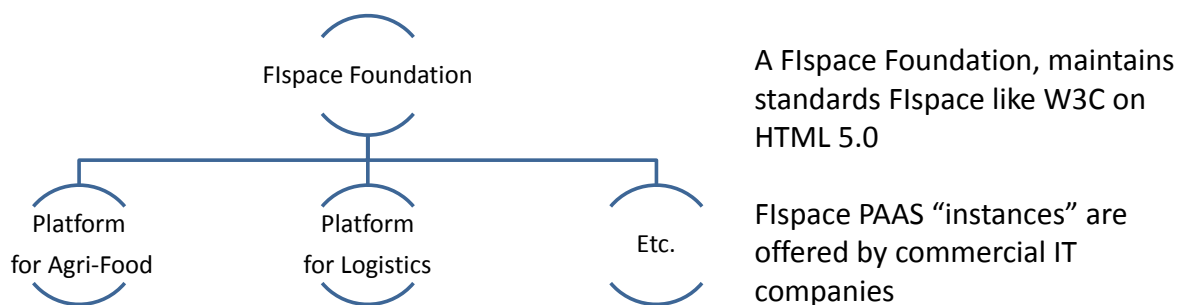 FIspace Foundation
Platform
for Agri-Food
Platform
for Logistics
Etc.
A FIspace Foundation, maintains
standards FIspace like W3C on
HTML 5.0
FIspace PAAS “instances” are
offered by commercial IT
companies